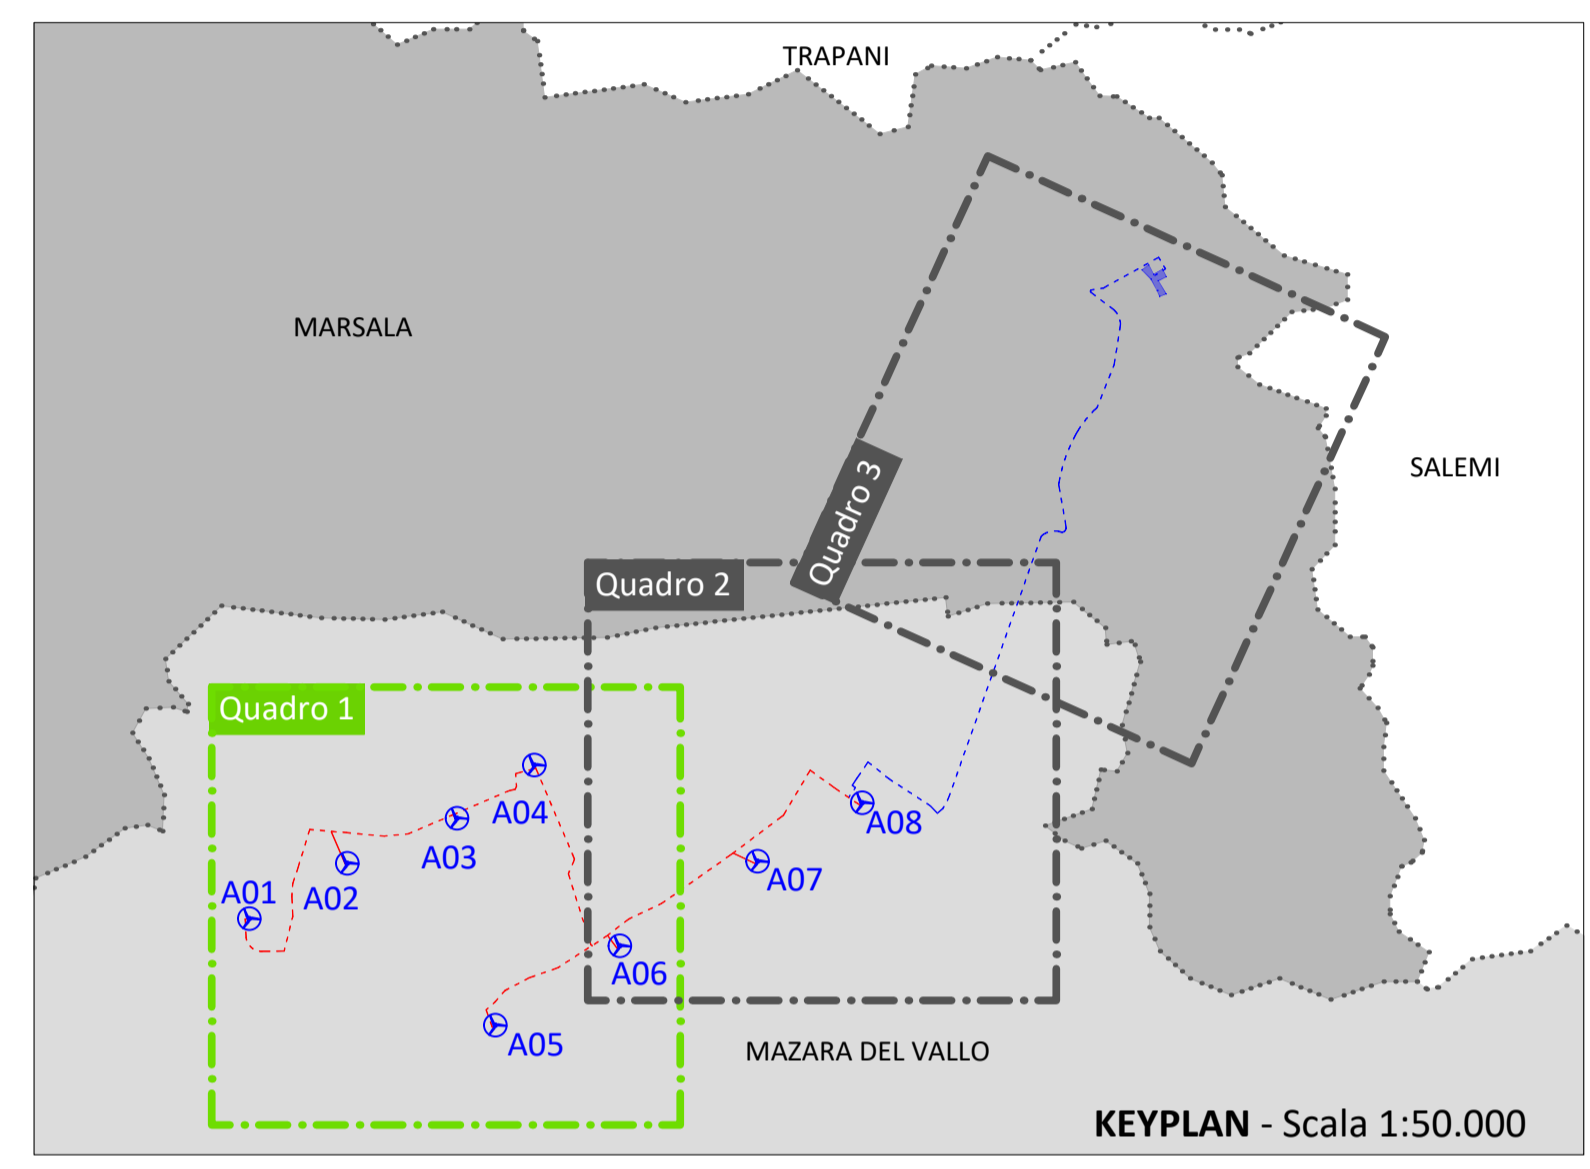 TRAPANI
MARSALA
SALEMI
Quadro 3
Quadro 2
Quadro 1
A04
A08
A03
A07
A01
A02
A06
A05
MAZARA DEL VALLO
KEYPLAN - Scala 1:50.000